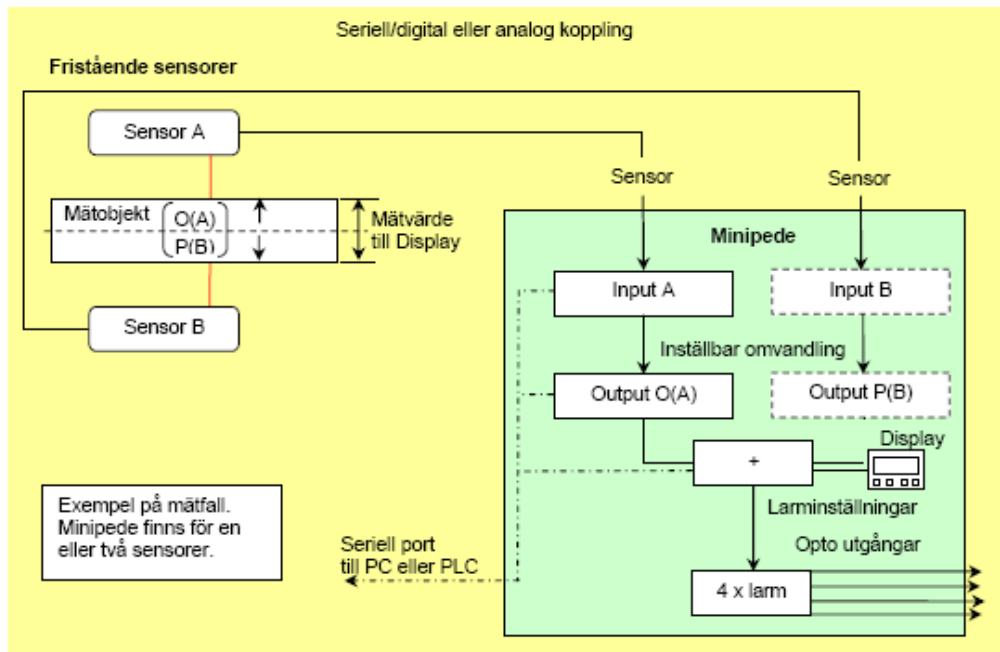 Seriell/digital eller analog koppling
Fristående sensorer
Sensor A
Sensor
Sensor
Mätobjekt
O(A)
P(B)
Mätvärde
till Display
Minipede
Input A
Input B
Sensor B
Inställbar omvandling
Output O(A)
Output P(B)
Display
+
Larminställningar
Exempel på mätfall.
Minipede finns för en
eller två sensorer.
Seriell port
till PC eller PLC
Opto utgångar
4 x larm